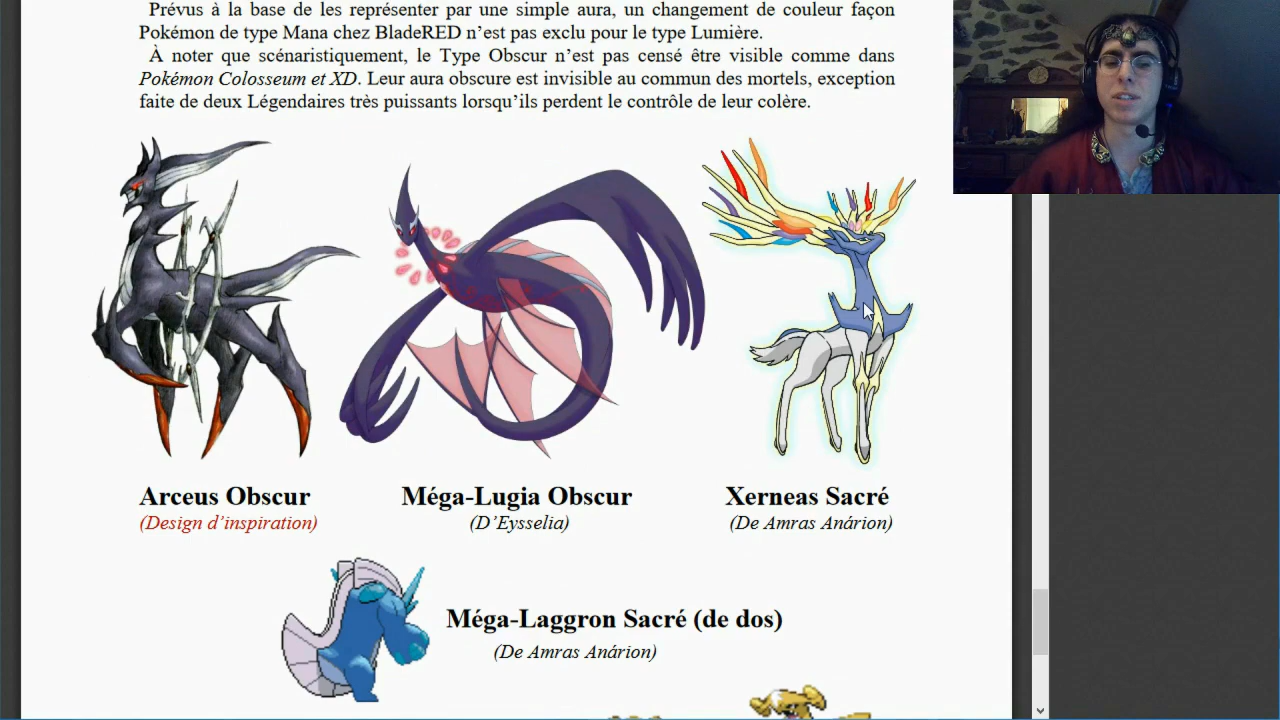 Prévus à la base de les représenter par une simple aura, un changement de couleur façon
Pokémon de type Mana chez BladeRED n'est pas exclu pour le type Lumière.
À noter que scénaristiquement, le Type Obscur n'est pas censé être visible comme dans
Pokémon Colosseum et XD. Leur aura obscure est invisible au commun des mortels, exception
faite de deux Légendaires très puissants lorsqu'ils perdent le contrôle de leur colère.
Arceus Obscur
(Design d'inspiration)
Méga-Lugia Obscur
(D'Eysselia)
Xerneas Sacré
(De Amras Anárion)
Méga-Laggron Sacré (de dos)
(De Amras Anárion)